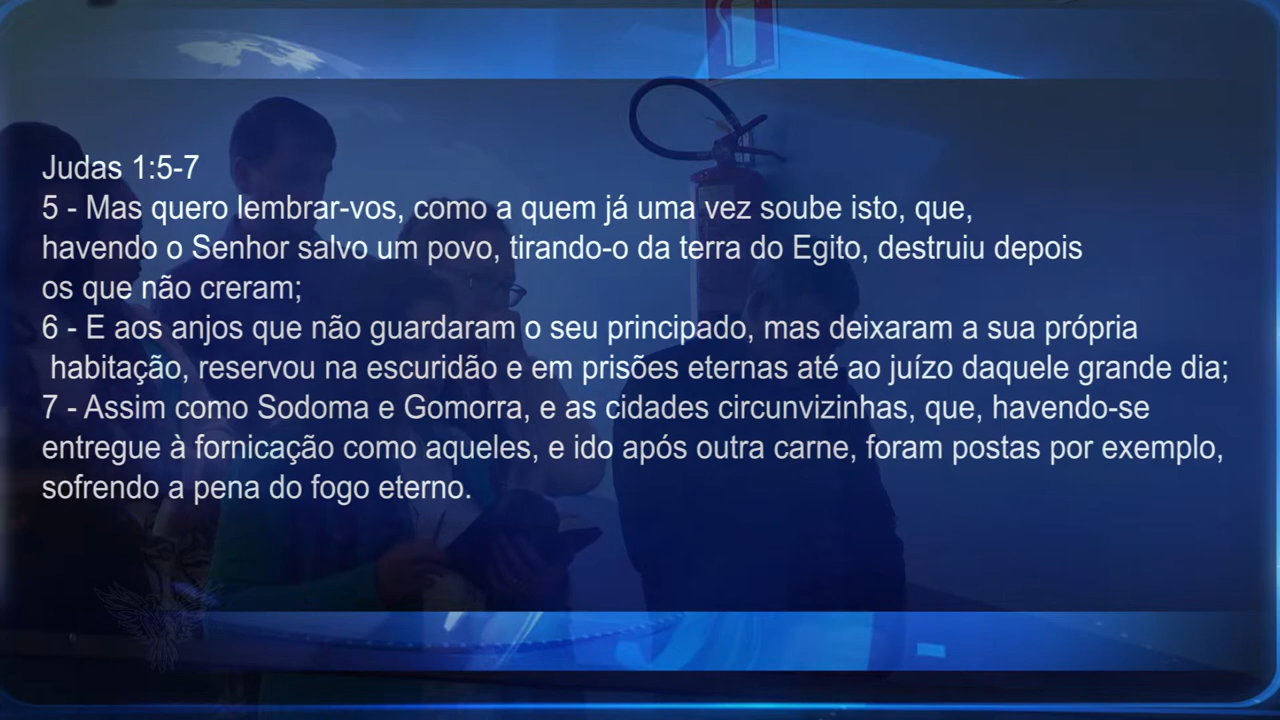 Judas 1:5-7
5 - Mas quero lembrar-vos, como a quem já uma vez soube isto, que,
havendo o Senhor salvo um povo, tirando-o da terra do Egito, destruiu depois
os que não creram;
6 - E aos anjos que não guardaram o seu principado, mas deixaram a sua própria
habitação, reservou na escuridão e em prisões eternas até ao juízo daquele grande dia;
7 - Assim como Sodoma e Gomorra, e as cidades circunvizinhas, que, havendo-se
entregue à fornicação como aqueles, e ido após outra carne, foram postas por exemplo,
sofrendo a pena do fogo eterno.